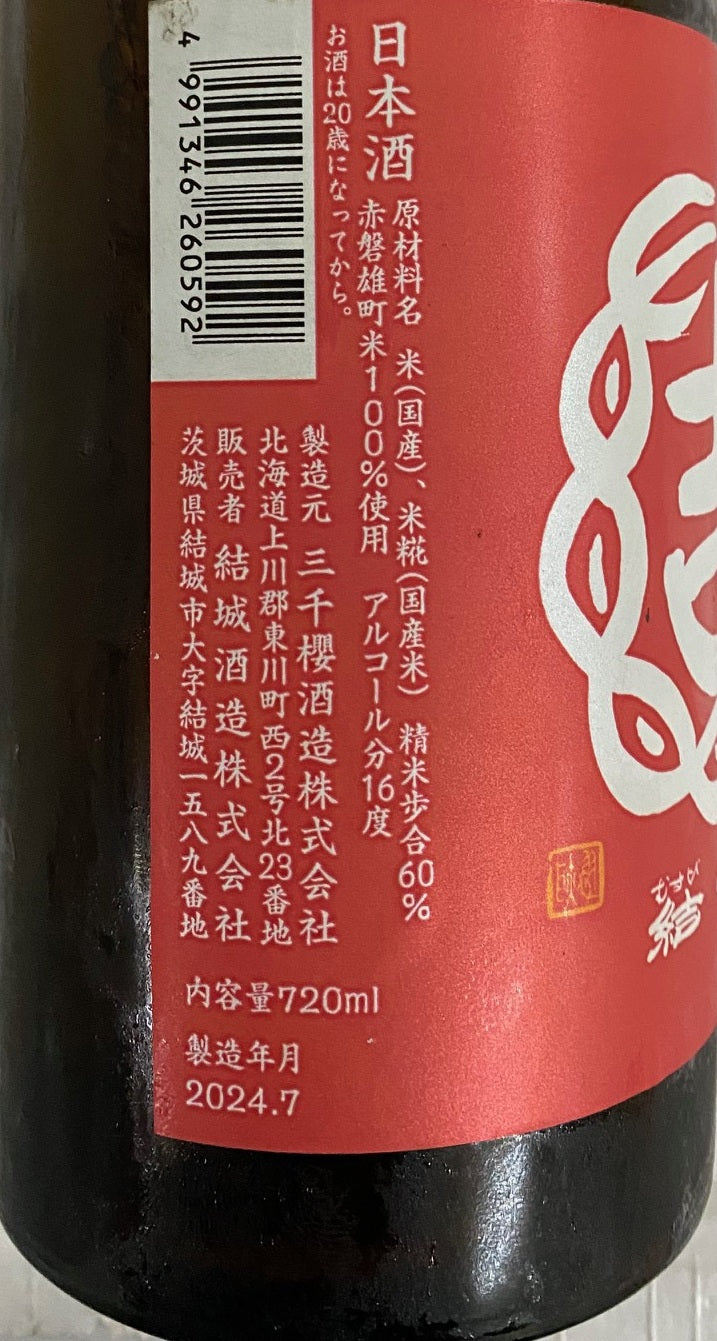 日本酒
お酒は20歳になってから。
原材料名 米(国産)、米糀(国産米) 精米歩合60%
赤磐雄町米100%使用 アルコール分16度
製造元 三千櫻酒造株式会社
北海道上川郡東川町西2号北23番地
販売者 結城酒造株式会社
茨城県結城市大字結城一五八九番地
内容量720ml
製造年月
2024.7
4 991346 260592
むすび
結